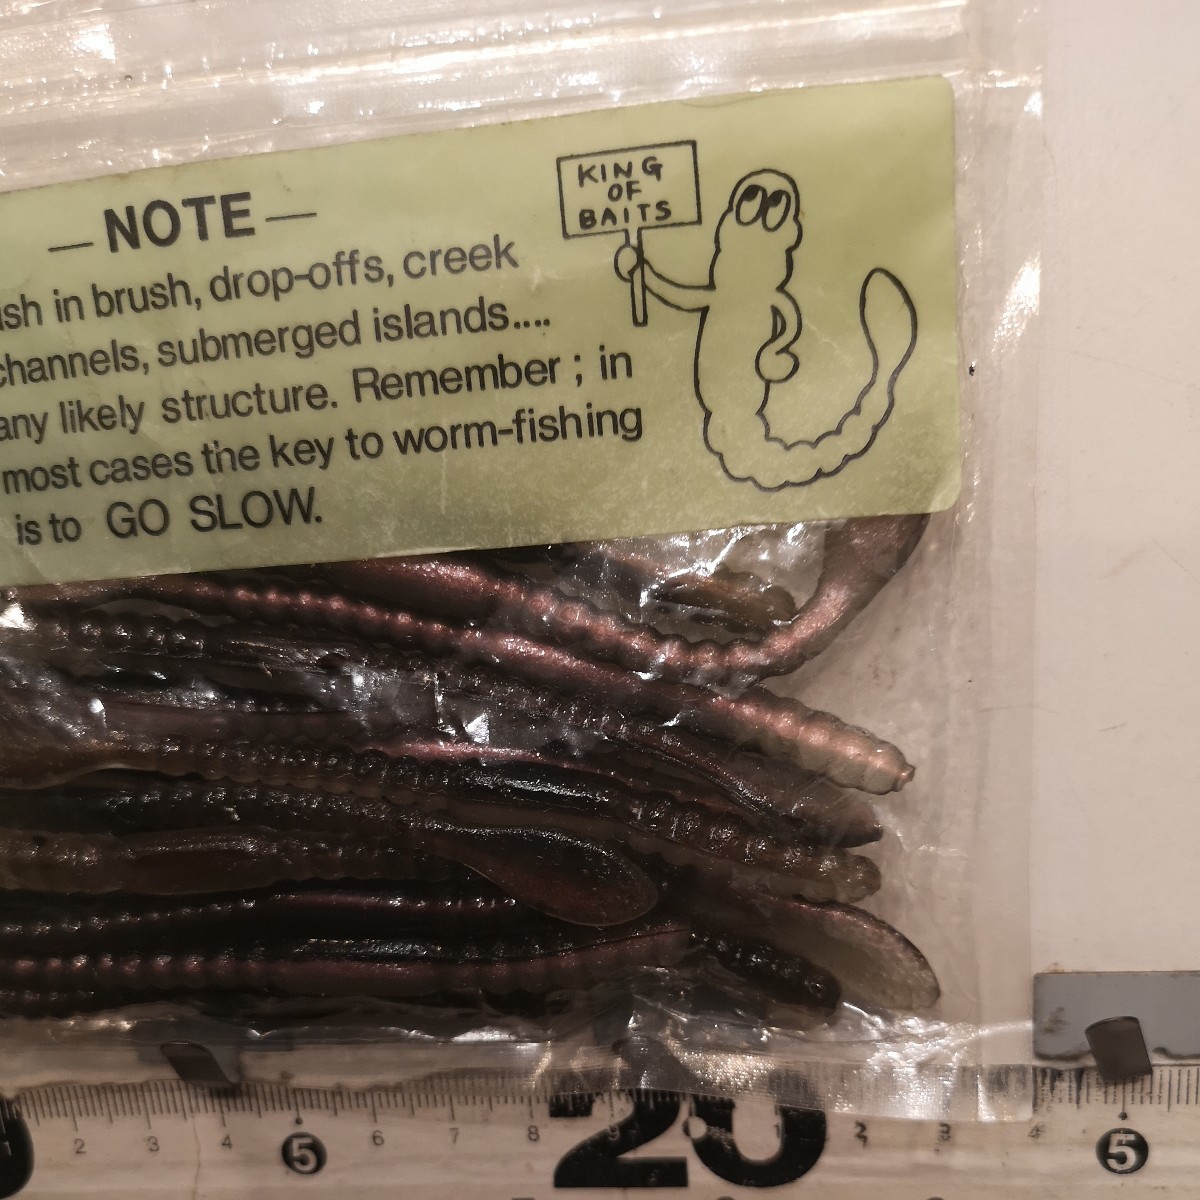 — NOTE —
sh in brush, drop-offs, creek
channels, submerged islands....
any likely structure. Remember ; in
most cases the key to worm-fishing
is to GO SLOW.
KING
OF
BAITS
2 3 4 5 6 7 8 9 20 1 2 3 4 5